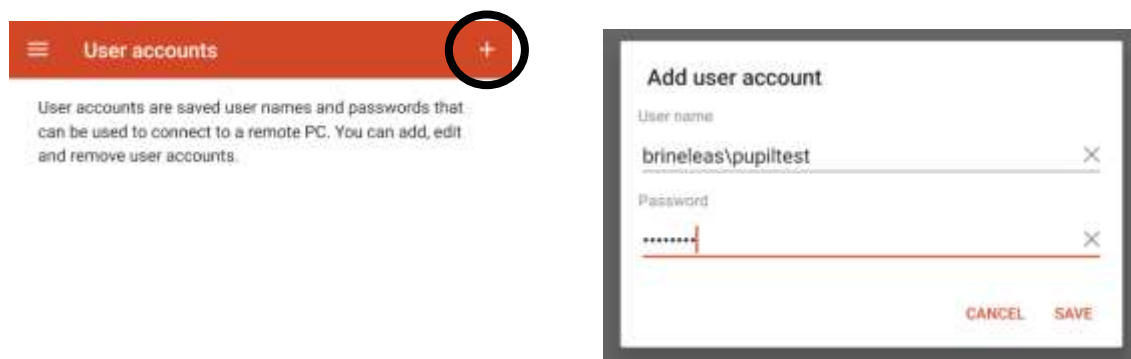 User accounts
+
User accounts are saved user names and passwords that
can be used to connect to a remote PC. You can add, edit
and remove user accounts.
Add user account
User name
brineleas\pupiltest
Password
••••••••
CANCEL SAVE